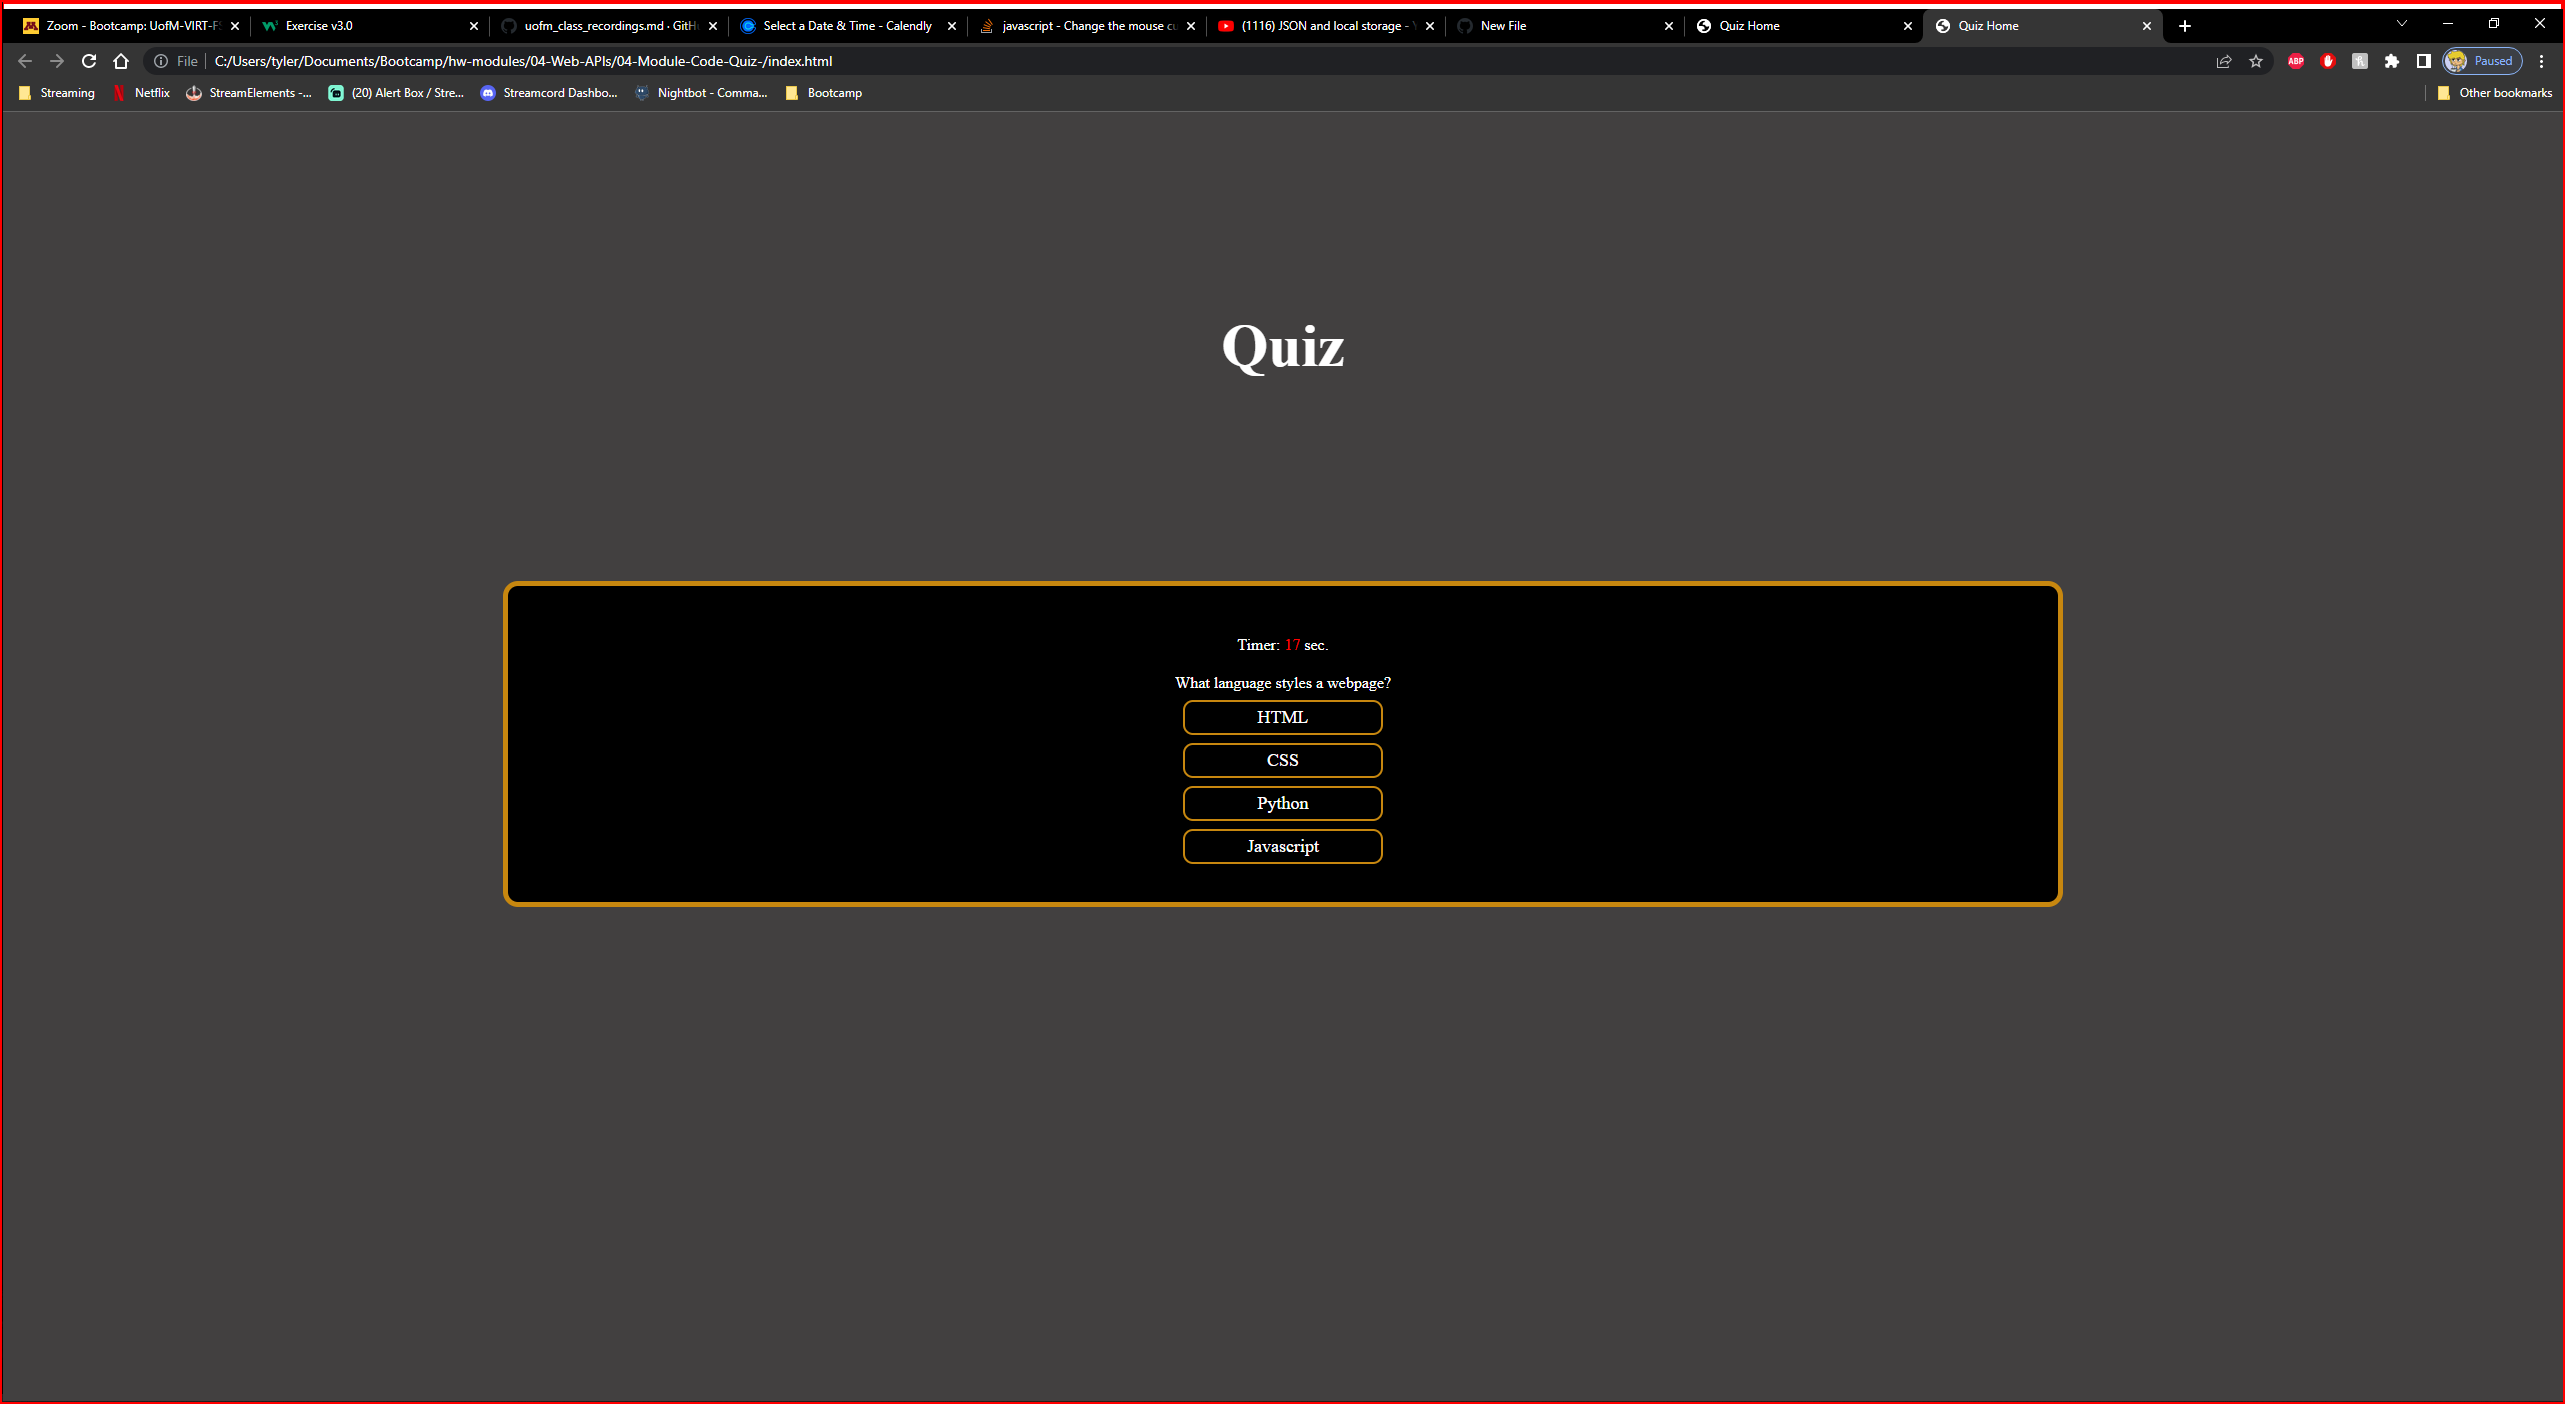 Zoom - Bootcamp: UofM-VIRT-FS
Exercise v3.0
uofm_class_recordings.md · GitH
Select a Date & Time - Calendly
javascript - Change the mouse cu
(1116) JSON and local storage - Y
New File
Quiz Home
Quiz Home
File
C:/Users/tyler/Documents/Bootcamp/hw-modules/04-Web-APIs/04-Module-Code-Quiz-/index.html
ABP
Paused
Streaming
Netflix
StreamElements -...
(20) Alert Box / Stre...
Streamcord Dashbo...
Nightbot - Comma...
Bootcamp
Other bookmarks
Quiz
Timer: 17 sec.
What language styles a webpage?
HTML
CSS
Python
Javascript